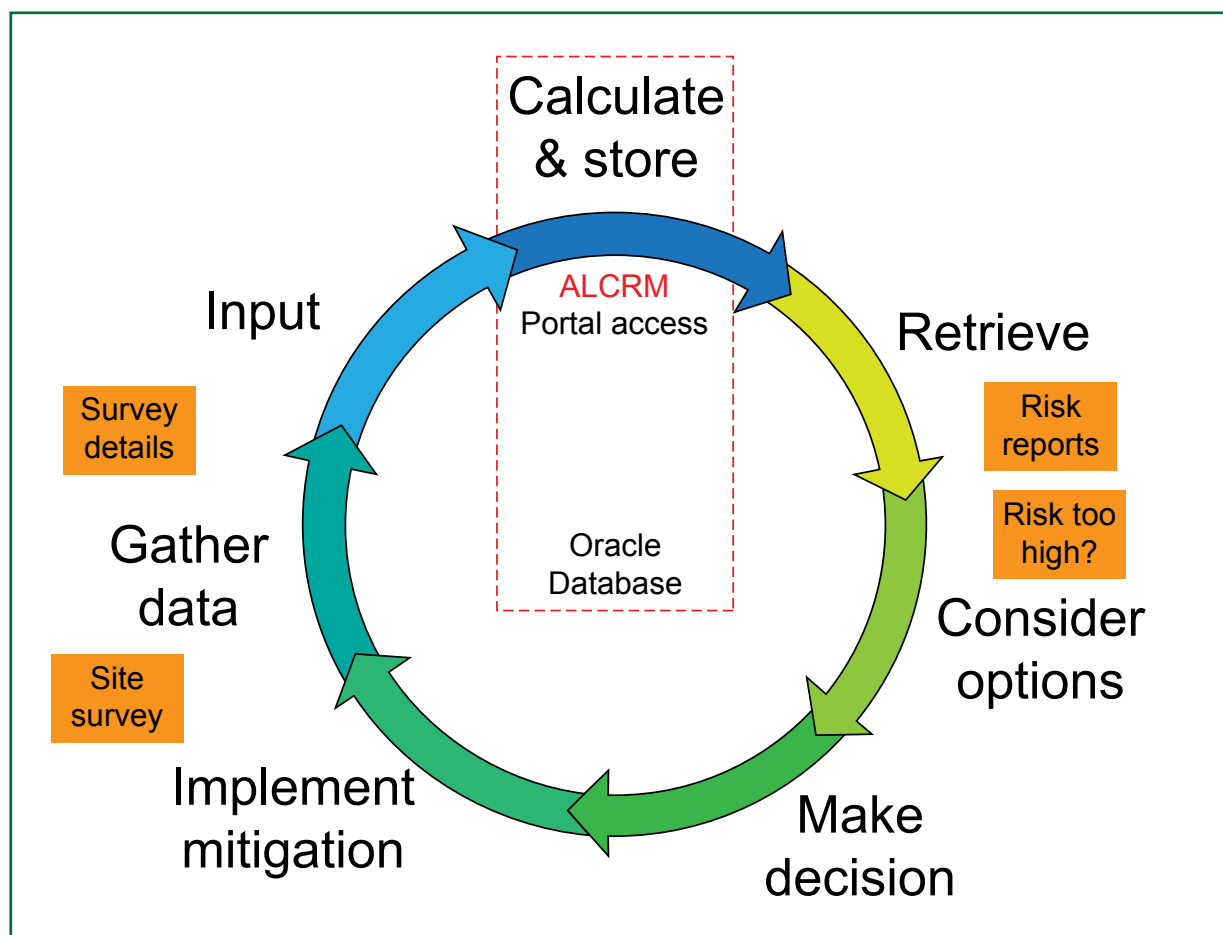 Calculate
& store
ALCRM
Portal access
Oracle
Database
Retrieve
Risk
reports
Risk too
high?
Consider
options
Make
decision
Implement
mitigation
Site
survey
Gather
data
Survey
details
Input